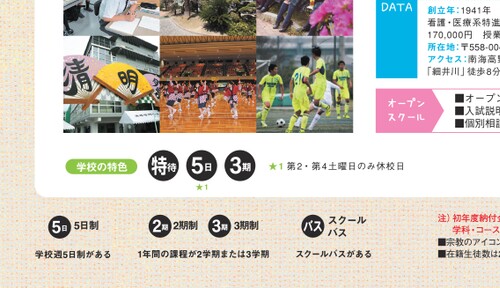 清明
DATA
創立年：1941年
看護・医療系特進
170,000円 授業
所在地：〒558-00
アクセス：南海高野
「細井川」徒歩8分
オープン
スクール
■オープン
■入試説明
■個別相談
学校の特色
特待 5日 3期 ★1 第2・第4土曜日のみ休校日
★1
5日 5日制
学校週5日制がある
2期 2期制 3期 3期制
1年間の課程が2学期または3学期
バス スクールバス
スクールバスがある
注）初年度納付金
学科・コース
■宗教のアイコン
■在籍生徒数は